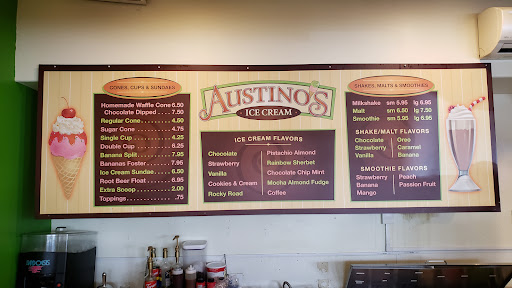 CONES, CUPS & SUNDAES
Homemade Waffle Cone 6.50
Chocolate Dipped .... 7.50
Regular Cone ........ 4.50
Sugar Cone .......... 4.75
Single Cup .......... 4.25
Double Cup .......... 6.25
Banana Split ........ 7.95
Bananas Foster ...... 7.95
Ice Cream Sundae .... 6.50
Root Beer Float ..... 6.95
Extra Scoop ......... 2.00
Toppings ............ .75
AUSTINO'S
ICE CREAM
ICE CREAM FLAVORS
Chocolate
Strawberry
Vanilla
Cookies & Cream
Rocky Road
Pistachio Almond
Rainbow Sherbet
Chocolate Chip Mint
Mocha Almond Fudge
Coffee
SHAKES, MALTS & SMOOTHIES
Milkshake sm 5.95 lg 6.95
Malt sm 6.50 lg 7.50
Smoothie sm 5.95 lg 7.95
SHAKE/MALT FLAVORS
Chocolate
Strawberry
Vanilla
Oreo
Caramel
Banana
SMOOTHIE FLAVORS
Strawberry
Banana
Mango
Peach
Passion Fruit